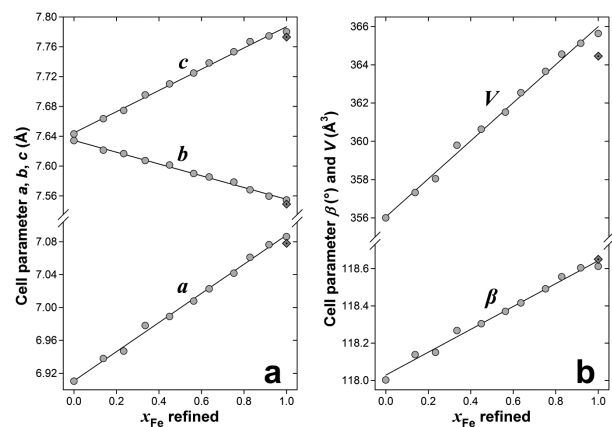 7.80
7.76
7.72
7.68
7.64
7.60
7.56
7.08
7.04
7.00
6.96
6.92
Cell parameter a, b, c (Å)
c
b
a
a
0.0 0.2 0.4 0.6 0.8 1.0
xFe refined
366
364
362
360
358
356
118.6
118.4
118.2
118.0
Cell parameter β (°) and V (Å³)
V
β
b
0.0 0.2 0.4 0.6 0.8 1.0
xFe refined